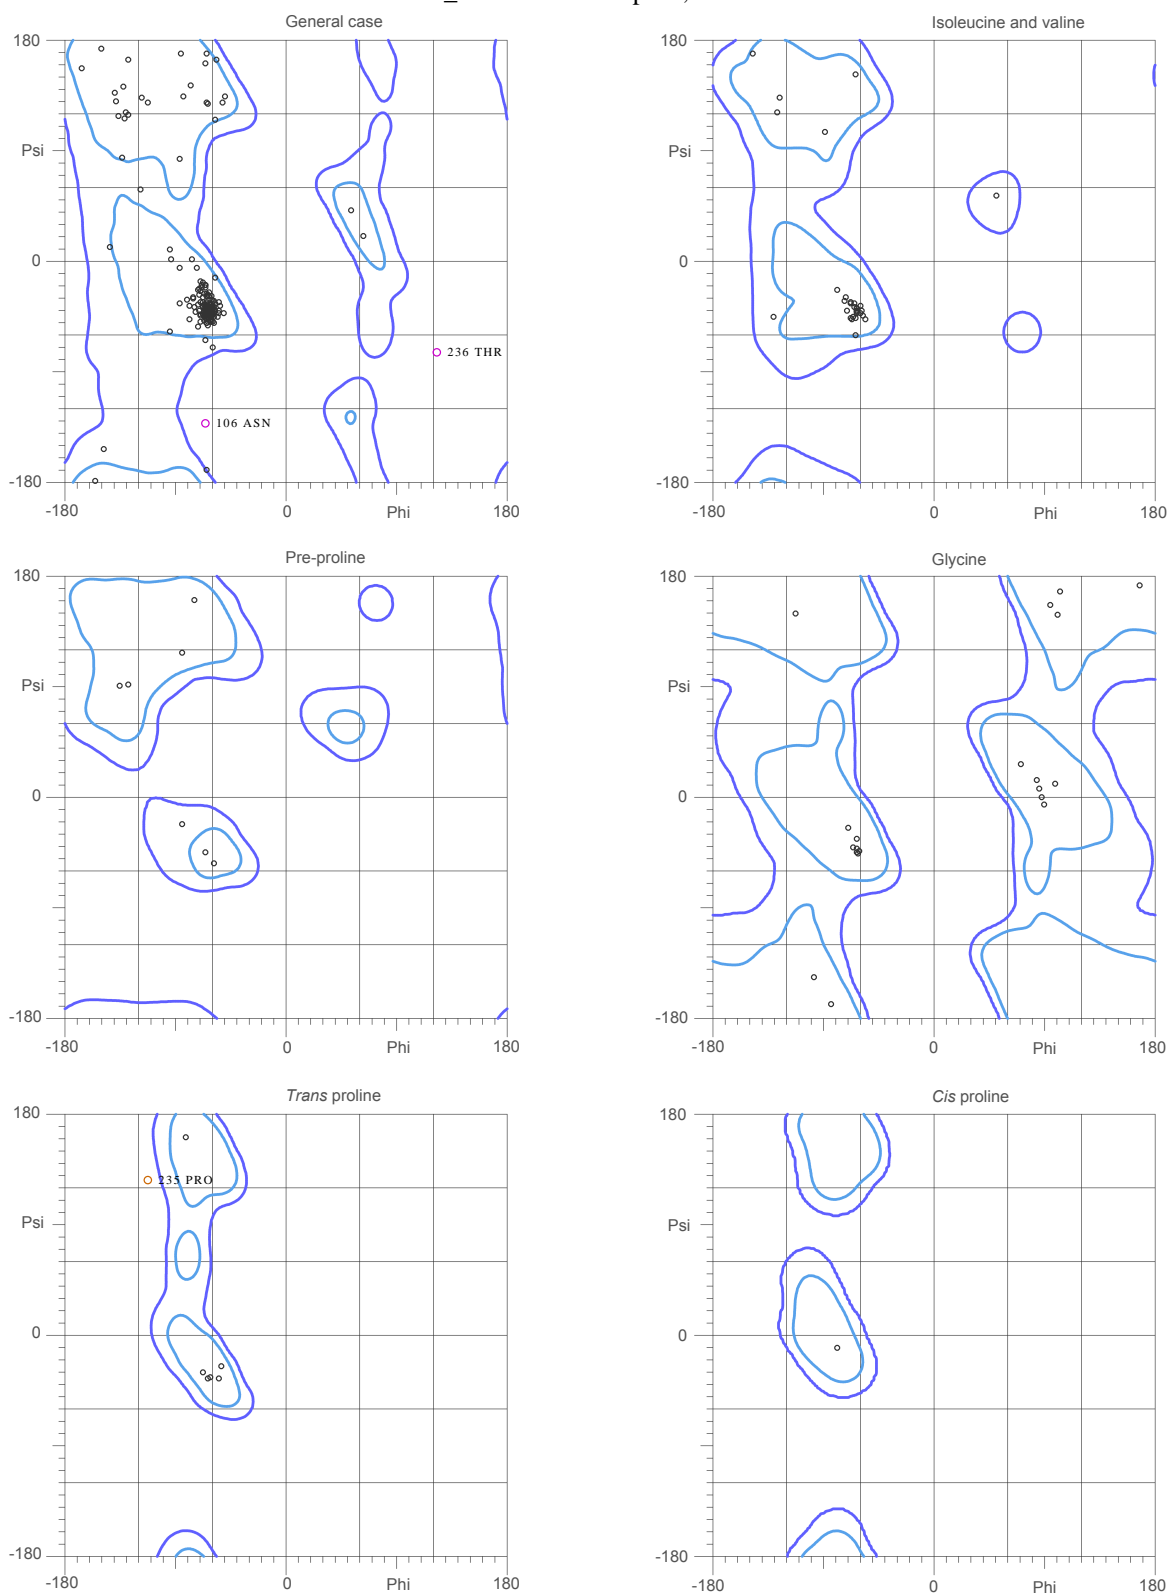 General case
Isoleucine and valine
180
180
Psi
Psi
0
0
236 THR
106 ASN
-180
-180
-180
0
Phi
180
-180
0
Phi
180
Pre-proline
Glycine
180
180
Psi
Psi
0
0
-180
-180
-180
0
Phi
180
-180
0
Phi
180
Trans proline
Cis proline
180
180
235 PRO
Psi
Psi
0
0
-180
-180
-180
0
Phi
180
-180
0
Phi
180